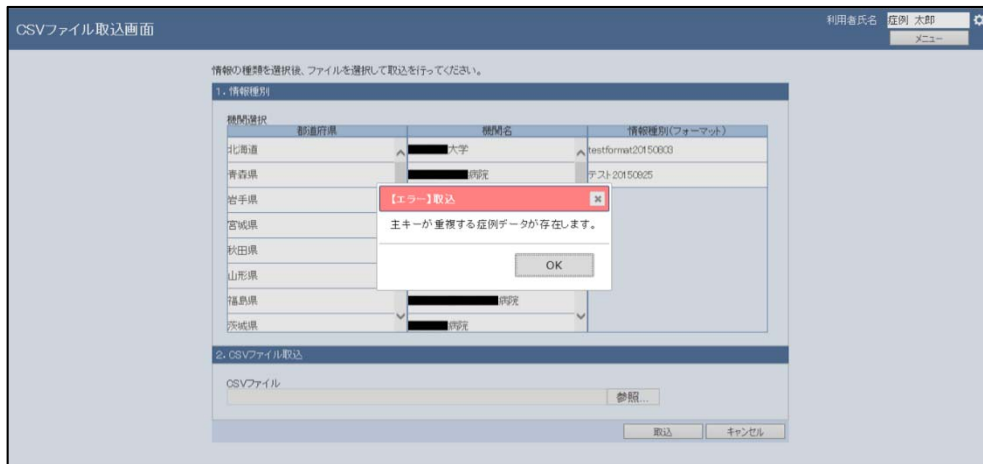 CSVファイル取込画面
利用者氏名 症例 太郎
メニュー
情報の種類を選択後、ファイルを選択して取込を行ってください。
1.情報種別
機関選択
都道府県 機関名 情報種別(フォーマット)
北海道 大学 testformat20150803
青森県 病院 テスト20150825
岩手県
宮城県
秋田県
山形県
福島県 病院
茨城県 病院
【エラー】取込
主キーが重複する症例データが存在します。
OK
2.CSVファイル取込
CSVファイル
参照...
取込 キャンセル